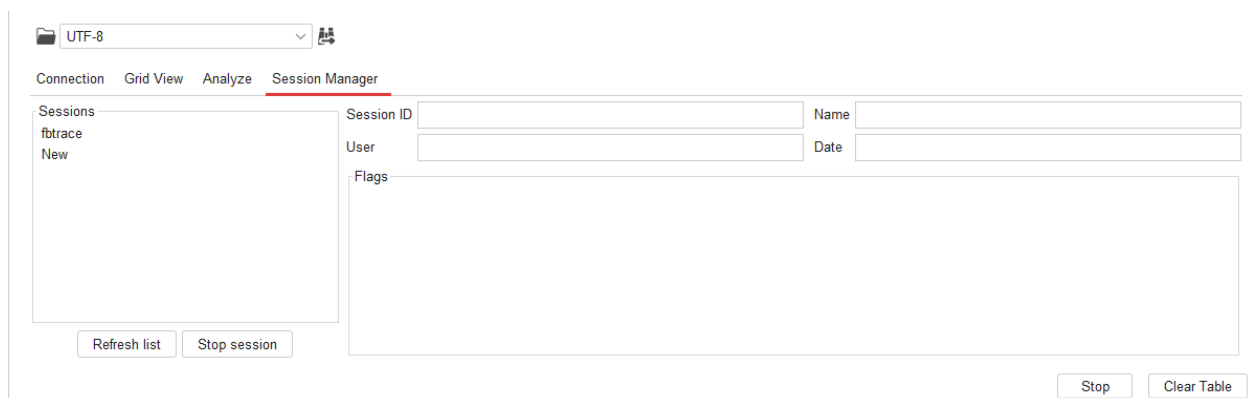 UTF-8
Connection Grid View Analyze Session Manager
Sessions
fbtrace
New
Refresh list Stop session
Session ID
Name
User
Date
Flags
Stop Clear Table